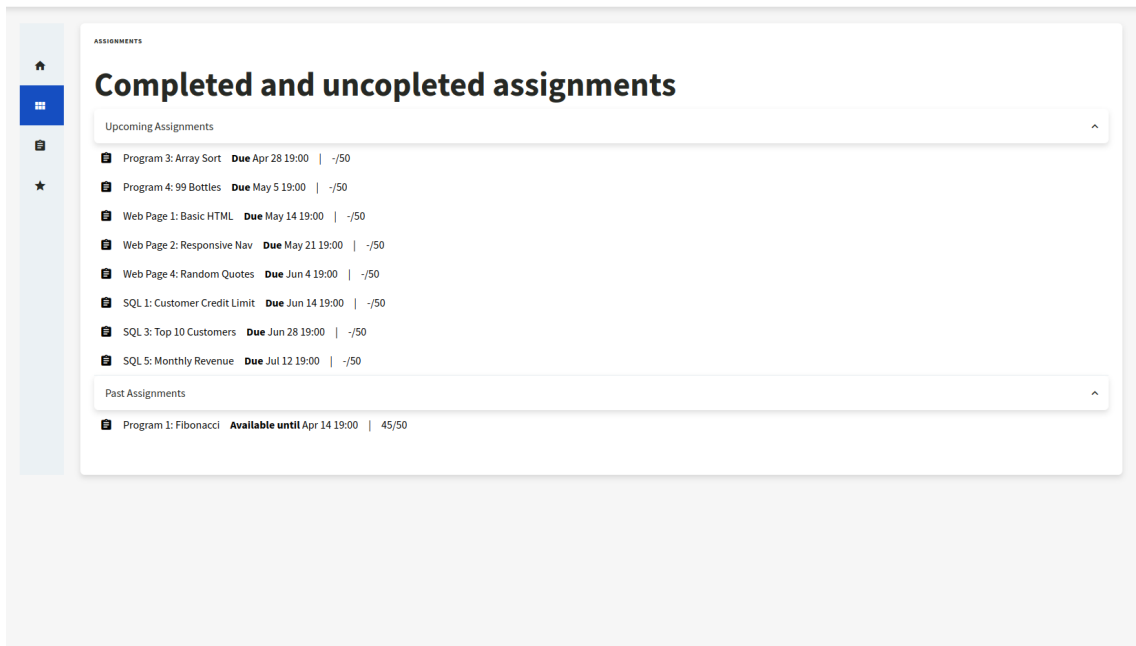 ASSIGNMENTS
Completed and uncopleted assignments
Upcoming Assignments
Program 3: Array Sort Due Apr 28 19:00 | -/50
Program 4: 99 Bottles Due May 5 19:00 | -/50
Web Page 1: Basic HTML Due May 14 19:00 | -/50
Web Page 2: Responsive Nav Due May 21 19:00 | -/50
Web Page 4: Random Quotes Due Jun 4 19:00 | -/50
SQL 1: Customer Credit Limit Due Jun 14 19:00 | -/50
SQL 3: Top 10 Customers Due Jun 28 19:00 | -/50
SQL 5: Monthly Revenue Due Jul 12 19:00 | -/50
Past Assignments
Program 1: Fibonacci Available until Apr 14 19:00 | 45/50